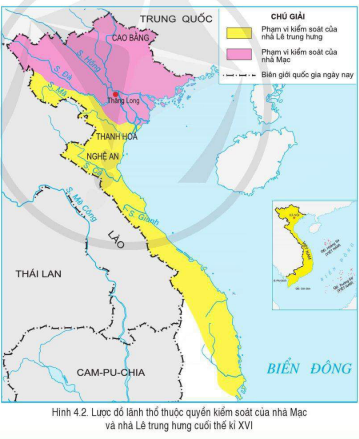 TRUNG QUỐC
CHÚ GIẢI
Phạm vi kiểm soát của
nhà Lê trung hưng
Phạm vi kiểm soát của
nhà Mạc
Biên giới quốc gia ngày nay
CAO BẰNG
S. Hồng
S. Đà
S. Mã
Thăng Long
THANH HOÁ
NGHỆ AN
S. Cả
S. Gianh
S. Mê Công
LÀO
THÁI LAN
CAM-PU-CHIA
BIỂN ĐÔNG
Hình 4.2. Lược đồ lãnh thổ thuộc quyền kiểm soát của nhà Mạc
và nhà Lê trung hưng cuối thế kỉ XVI